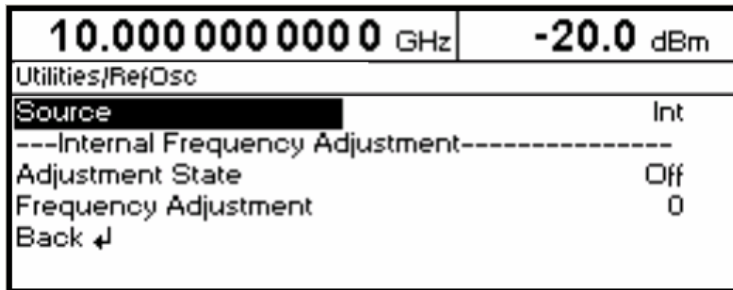 10.000 000 000 0 GHz -20.0 dBm
Utilities/RefOsc
Source Int
---Internal Frequency Adjustment---------------
Adjustment State Off
Frequency Adjustment 0
Back ↲